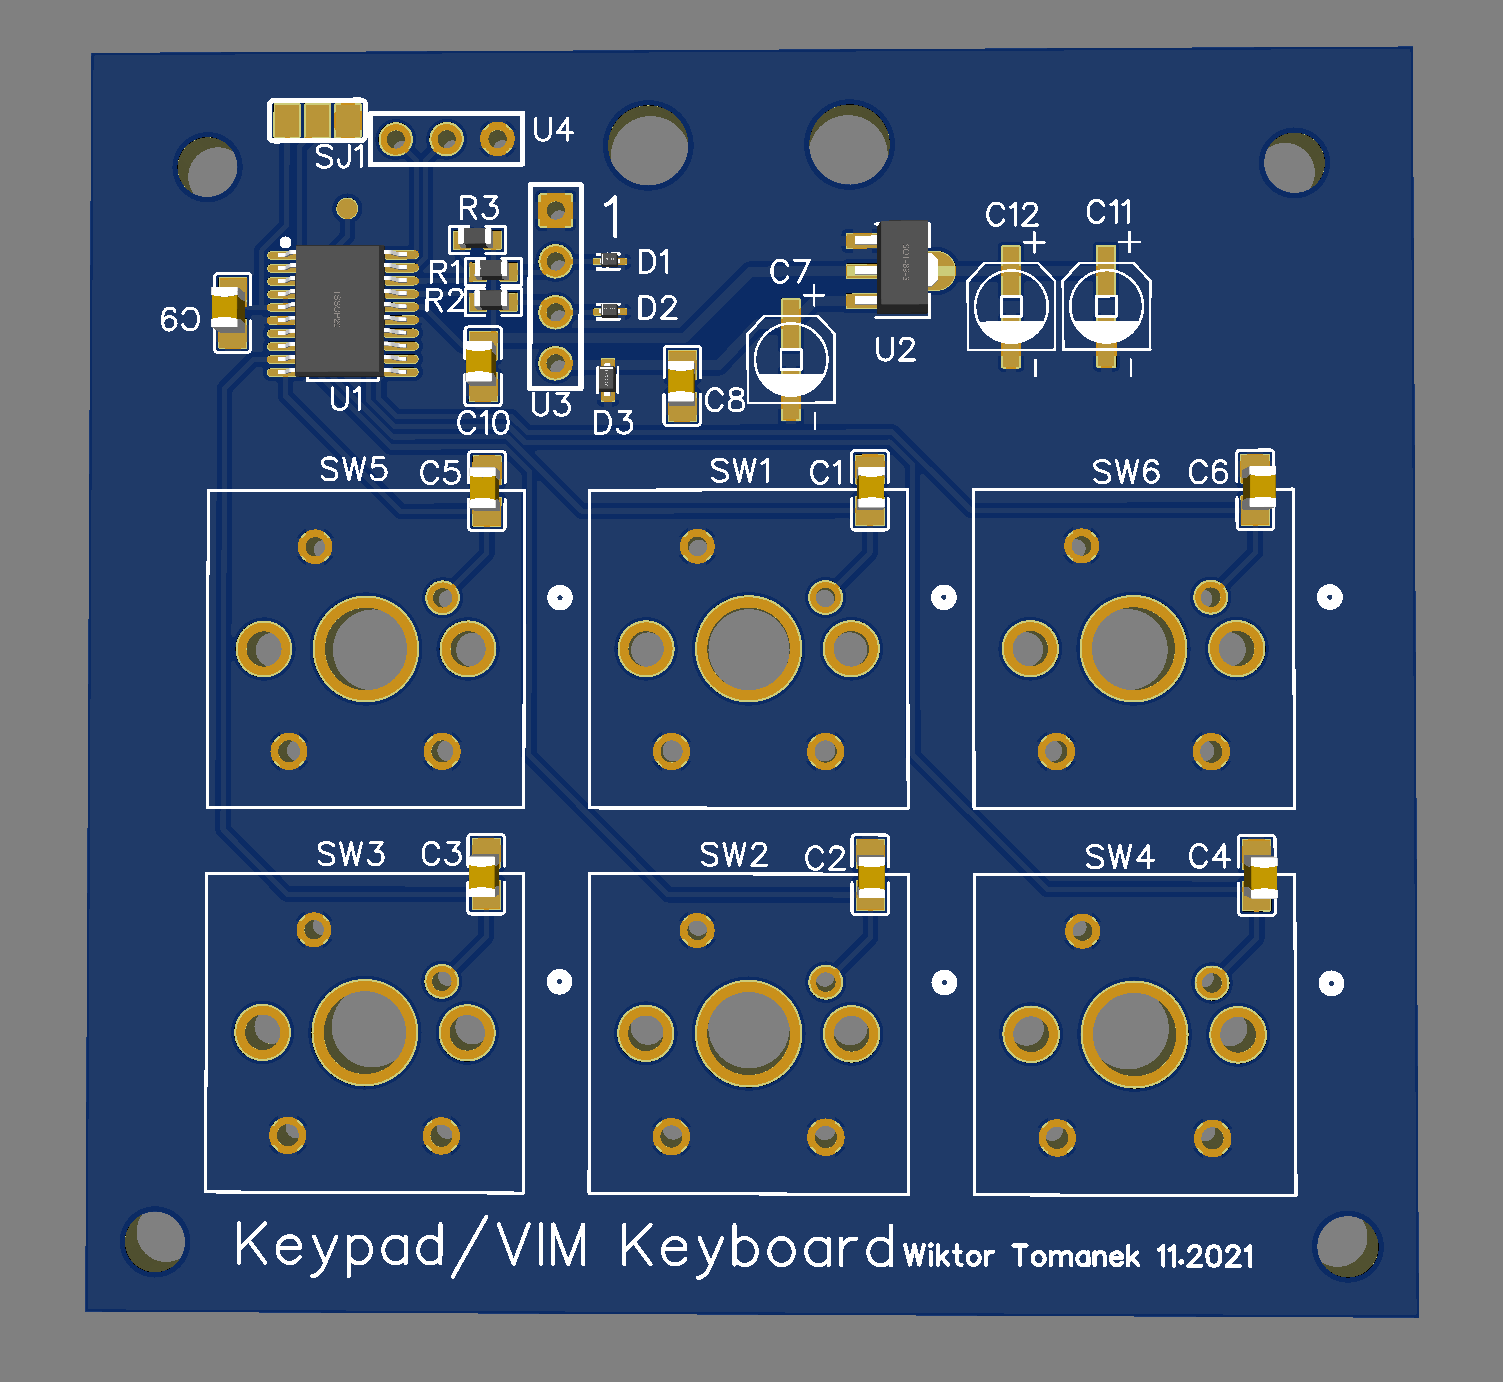 SJ1
U4
R3
1
C12
C11
+
+
R1
D1
C7
+
R2
D2
C9
U2
U1
C10
U3
D3
C8
SW5
C5
SW1
C1
SW6
C6
SW3
C3
SW2
C2
SW4
C4
Keypad/VIM Keyboard Wiktor Tomanek 11.2021